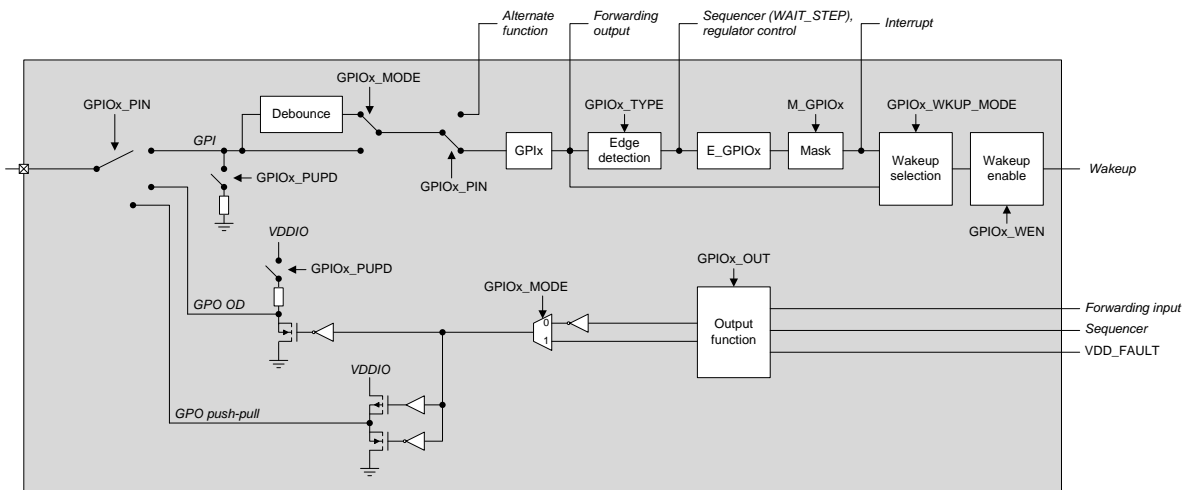 Alternate
function
Forwarding
output
Sequencer (WAIT_STEP),
regulator control
Interrupt
GPIOx_PIN
GPIOx_MODE
Debounce
GPI
GPIOx_PUPD
GPIOx_PIN
GPIx
GPIOx_TYPE
Edge
detection
E_GPIOx
M_GPIOx
Mask
GPIOx_WKUP_MODE
Wakeup
selection
Wakeup
enable
Wakeup
GPIOx_WEN
VDDIO
GPIOx_PUPD
GPO OD
GPIOx_MODE
0
1
GPIOx_OUT
Output
function
Forwarding input
Sequencer
VDD_FAULT
VDDIO
GPO push-pull